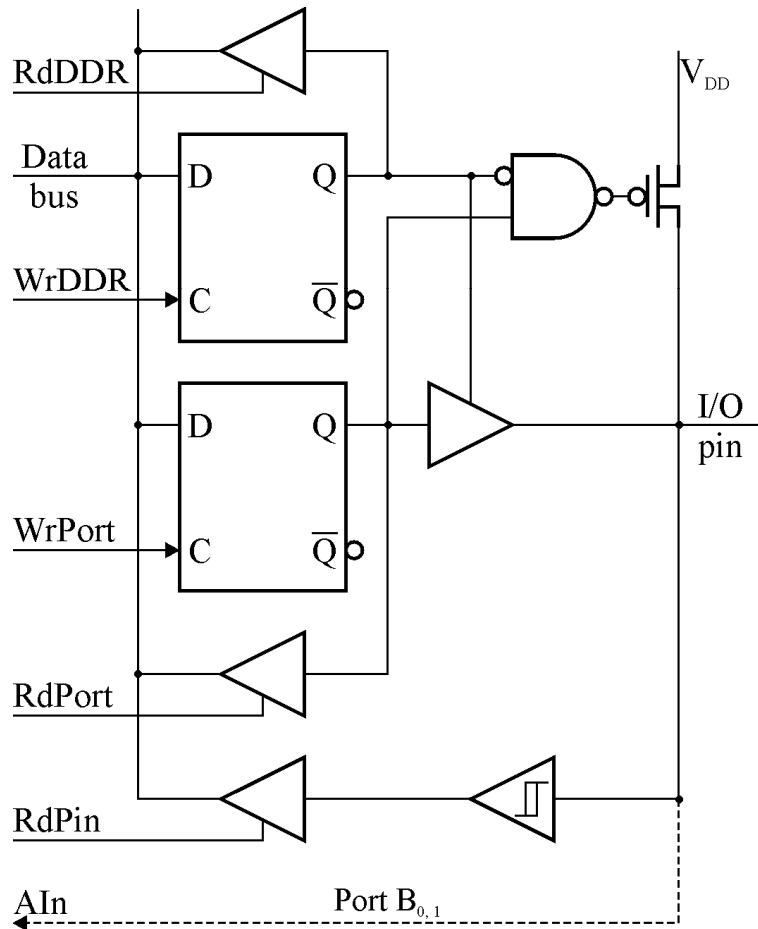 RdDDR
V_DD
Data
bus
D
Q
WrDDR
C
Q̅
D
Q
I/O
pin
WrPort
C
Q̅
RdPort
RdPin
AIn
Port B_0, 1